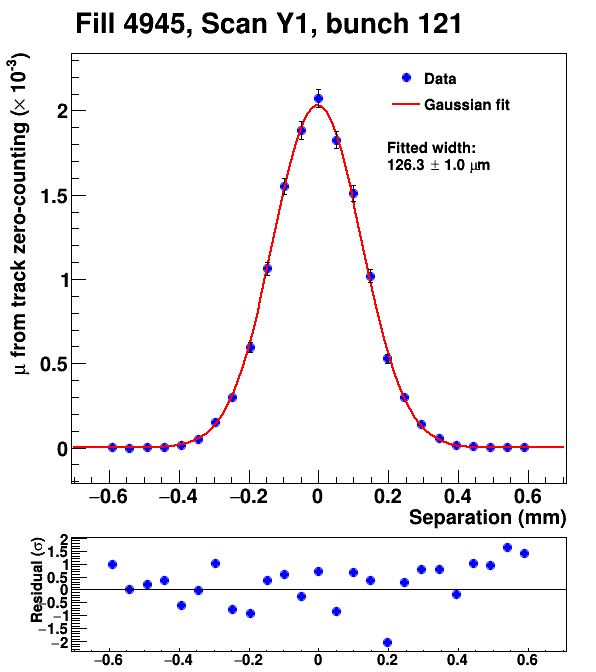 Fill 4945, Scan Y1, bunch 121
μ from track zero-counting (× 10⁻³)
2
1.5
1
0.5
0
Data
Gaussian fit
Fitted width:
126.3 ± 1.0 μm
−0.6 −0.4 −0.2 0 0.2 0.4 0.6
Separation (mm)
Residual (σ)
2
1.5
1
0.5
0
−0.5
−1
−1.5
−2
−0.6 −0.4 −0.2 0 0.2 0.4 0.6